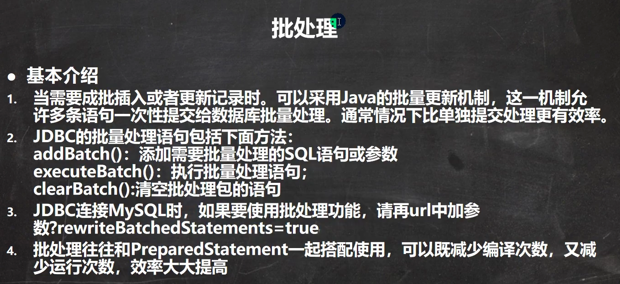 批处理
● 基本介绍
1. 当需要成批插入或者更新记录时。可以采用Java的批量更新机制，这一机制允
许多条语句一次性提交给数据库批量处理。通常情况下比单独提交处理更有效率。
2. JDBC的批量处理语句包括下面方法：
addBatch()：添加需要批量处理的SQL语句或参数
executeBatch()：执行批量处理语句；
clearBatch():清空批处理包的语句
3. JDBC连接MySQL时，如果要使用批处理功能，请再url中加参
数?rewriteBatchedStatements=true
4. 批处理往往和PreparedStatement一起搭配使用，可以既减少编译次数，又减
少运行次数，效率大大提高